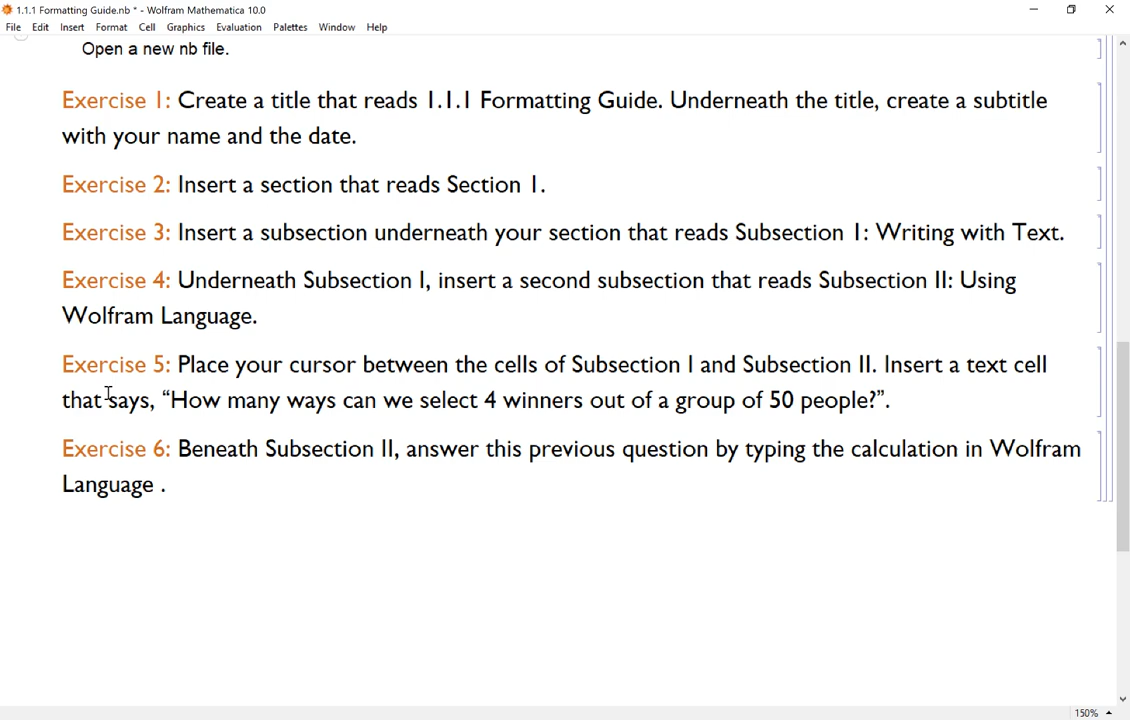 1.1.1 Formatting Guide.nb * - Wolfram Mathematica 10.0
File Edit Insert Format Cell Graphics Evaluation Palettes Window Help
Open a new nb file.
Exercise 1: Create a title that reads 1.1.1 Formatting Guide. Underneath the title, create a subtitle
with your name and the date.
Exercise 2: Insert a section that reads Section 1.
Exercise 3: Insert a subsection underneath your section that reads Subsection 1: Writing with Text.
Exercise 4: Underneath Subsection I, insert a second subsection that reads Subsection II: Using
Wolfram Language.
Exercise 5: Place your cursor between the cells of Subsection I and Subsection II. Insert a text cell
that says, “How many ways can we select 4 winners out of a group of 50 people?”.
Exercise 6: Beneath Subsection II, answer this previous question by typing the calculation in Wolfram
Language .
150%